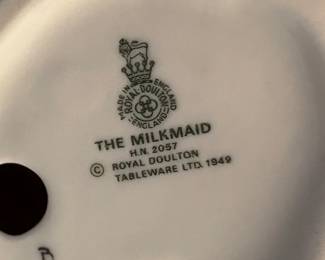 MADE IN ENGLAND
ROYAL DOULTON
ENGLAND
THE MILKMAID
H.N. 2057
© ROYAL DOULTON
TABLEWARE LTD. 1949